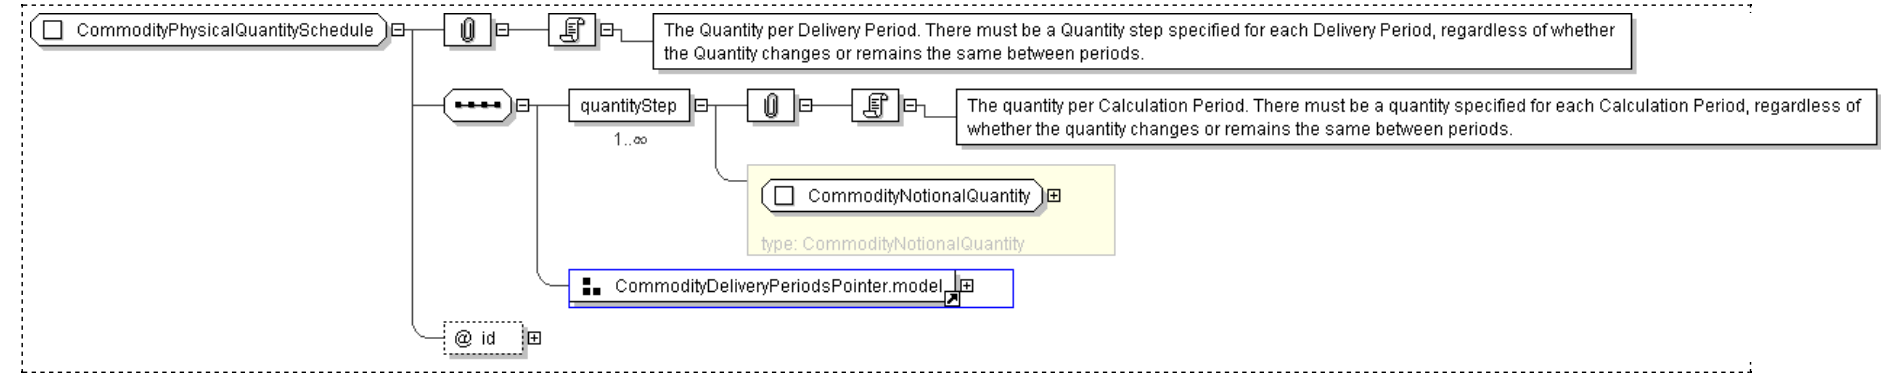 CommodityPhysicalQuantitySchedule
The Quantity per Delivery Period. There must be a Quantity step specified for each Delivery Period, regardless of whether
the Quantity changes or remains the same between periods.
quantityStep
1..∞
The quantity per Calculation Period. There must be a quantity specified for each Calculation Period, regardless of
whether the quantity changes or remains the same between periods.
CommodityNotionalQuantity
type: CommodityNotionalQuantity
CommodityDeliveryPeriodsPointer.model
@ id